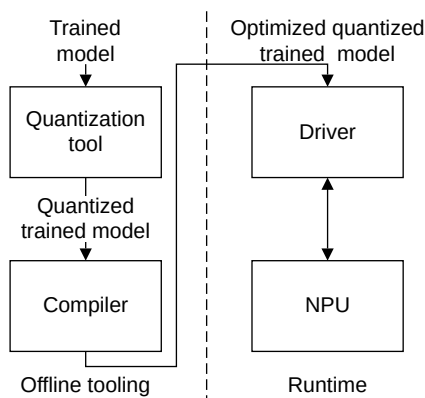 Trained
model
Quantization
tool
Quantized
trained model
Compiler
Offline tooling
Optimized quantized
trained model
Driver
NPU
Runtime